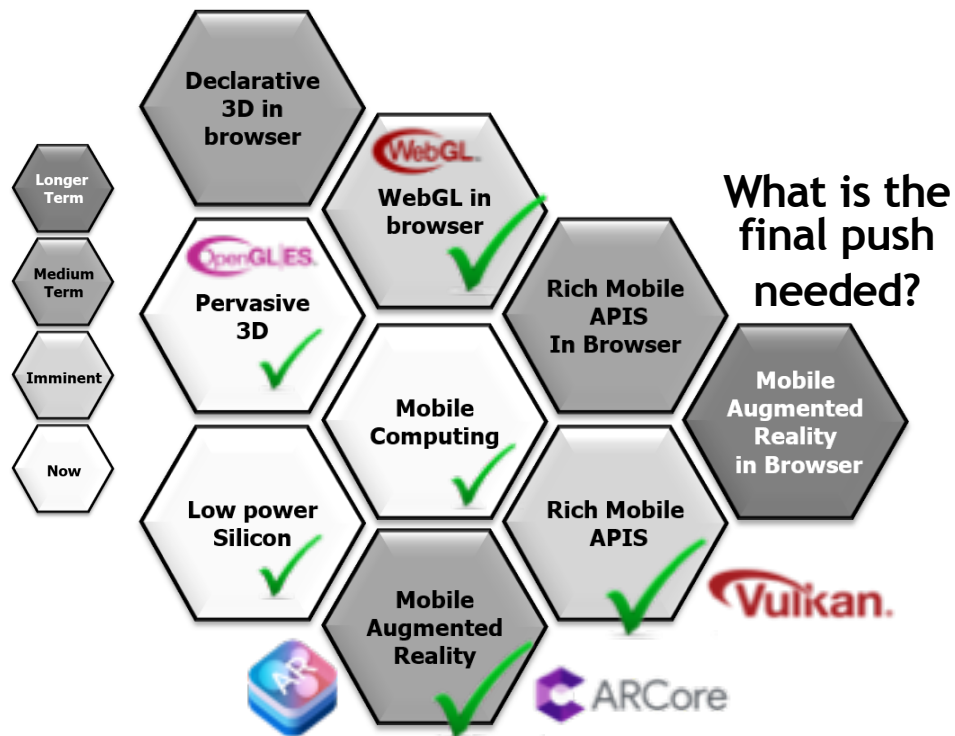 Declarative
3D in
browser
WebGL™
WebGL in
browser
OpenGL|ES™
Pervasive
3D
Rich Mobile
APIS
In Browser
Mobile
Computing
Mobile
Augmented
Reality
in Browser
Low power
Silicon
Rich Mobile
APIS
Mobile
Augmented
Reality
AR
ARCore
Vulkan.
What is the
final push
needed?
Longer
Term
Medium
Term
Imminent
Now